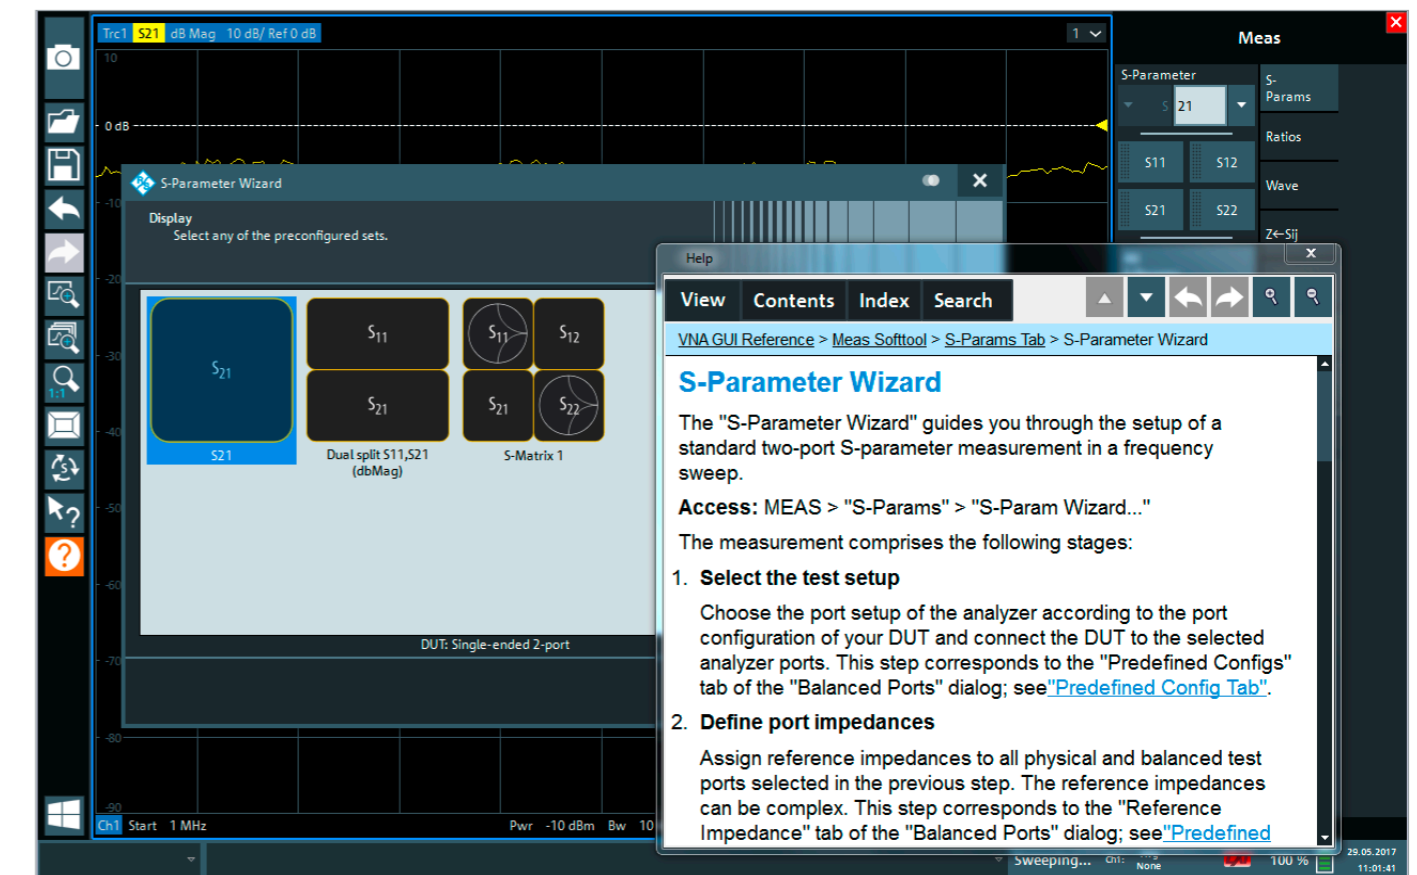 Trc1 S21 dB Mag 10 dB/ Ref 0 dB
1
10
0 dB
-10
-20
-30
-40
-50
-60
-70
-80
-90
1:1
S-Parameter Wizard
Display
Select any of the preconfigured sets.
S21
S11
S21
S11
S12
S21
S22
S21
Dual split S11,S21
(dbMag)
S-Matrix 1
DUT: Single-ended 2-port
Ch1 Start 1 MHz
Pwr -10 dBm Bw 10
Meas
S-Parameter
S 21
S11
S12
S21
S22
S-
Params
Ratios
Wave
Z←Sij
Help
View Contents Index Search
VNA GUI Reference > Meas Softtool > S-Params Tab > S-Parameter Wizard
S-Parameter Wizard
The "S-Parameter Wizard" guides you through the setup of a
standard two-port S-parameter measurement in a frequency
sweep.
Access: MEAS > "S-Params" > "S-Param Wizard..."
The measurement comprises the following stages:
1. Select the test setup
Choose the port setup of the analyzer according to the port
configuration of your DUT and connect the DUT to the selected
analyzer ports. This step corresponds to the "Predefined Configs"
tab of the "Balanced Ports" dialog; see"Predefined Config Tab".
2. Define port impedances
Assign reference impedances to all physical and balanced test
ports selected in the previous step. The reference impedances
can be complex. This step corresponds to the "Reference
Impedance" tab of the "Balanced Ports" dialog; see"Predefined
Sweeping... Ch1:
None
100 %
29.05.2017
11:01:41